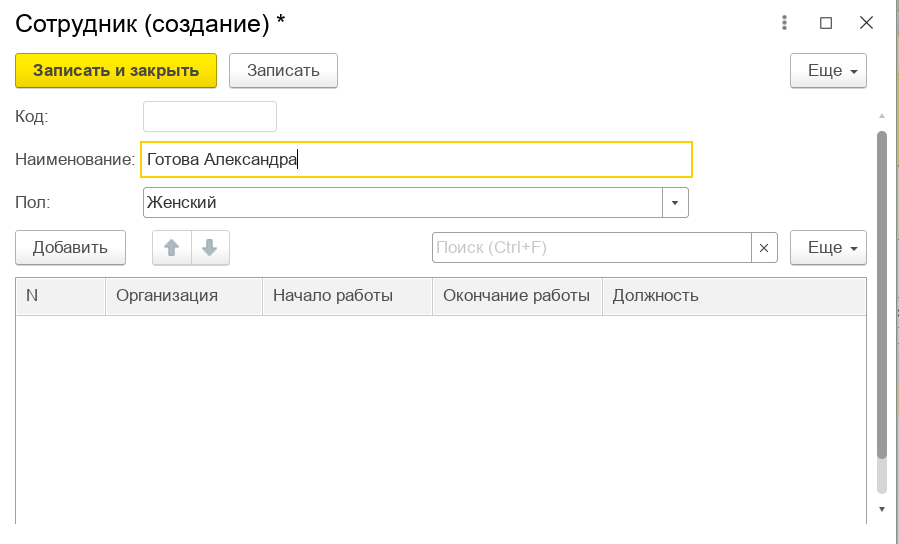 Сотрудник (создание) *
Записать и закрыть Записать Еще
Код:
Наименование: Готова Александра
Пол: Женский
Добавить Поиск (Ctrl+F) × Еще
N Организация Начало работы Окончание работы Должность